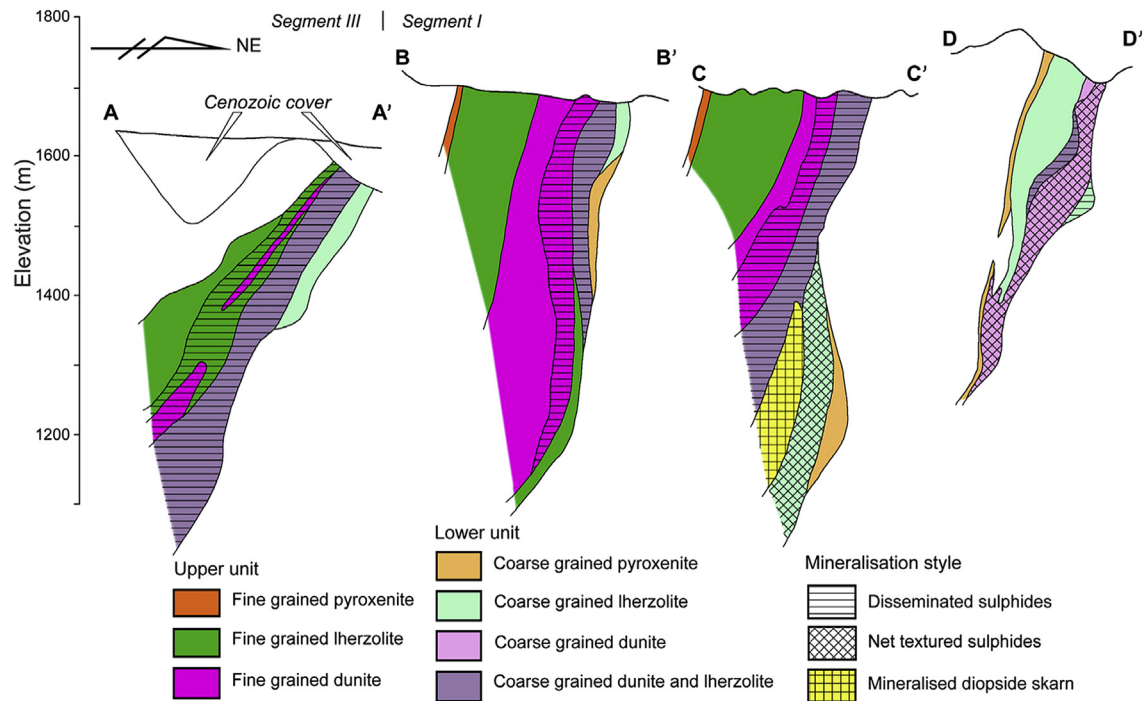 Segment III | Segment I
1800
NE
B
B'
C
C'
D
D'
A
Cenozoic cover
A'
1600
Elevation (m)
1400
1200
Upper unit
Fine grained pyroxenite
Fine grained lherzolite
Fine grained dunite
Lower unit
Coarse grained pyroxenite
Coarse grained lherzolite
Coarse grained dunite
Coarse grained dunite and lherzolite
Mineralisation style
Disseminated sulphides
Net textured sulphides
Mineralised diopside skarn